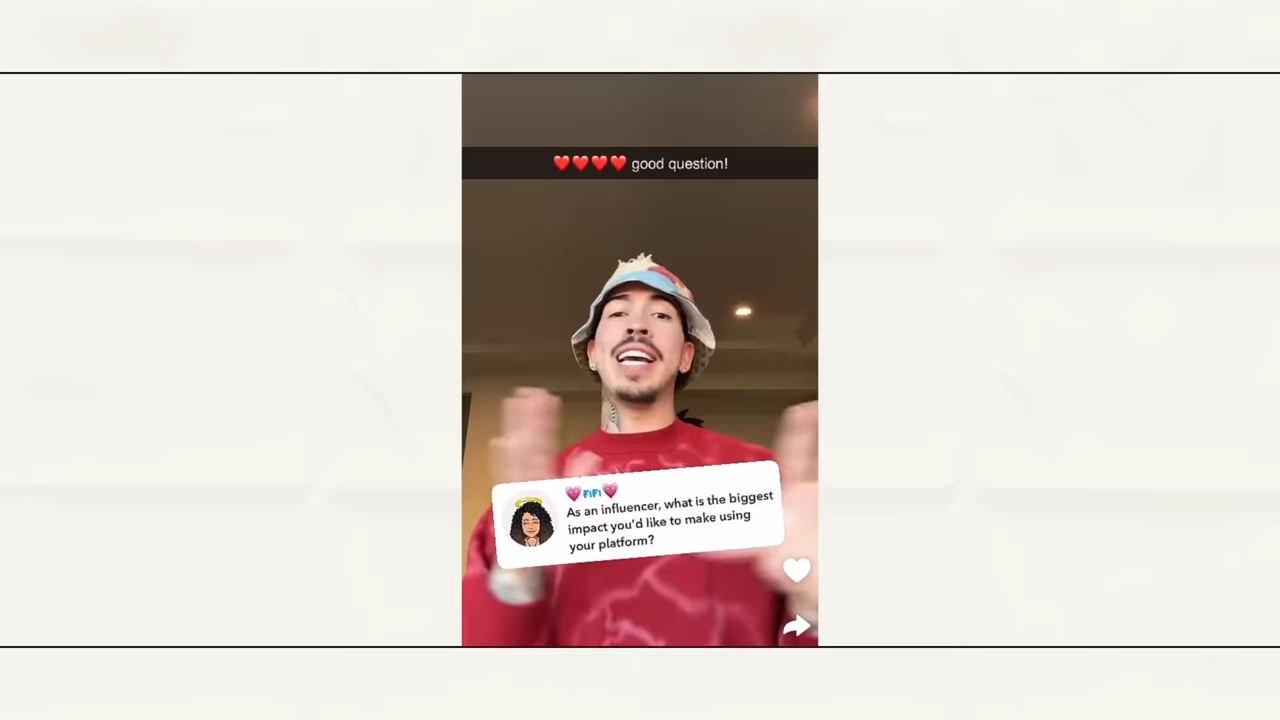 ❤️❤️❤️❤️ good question!
💗FIFI💗
As an influencer, what is the biggest
impact you'd like to make using
your platform?